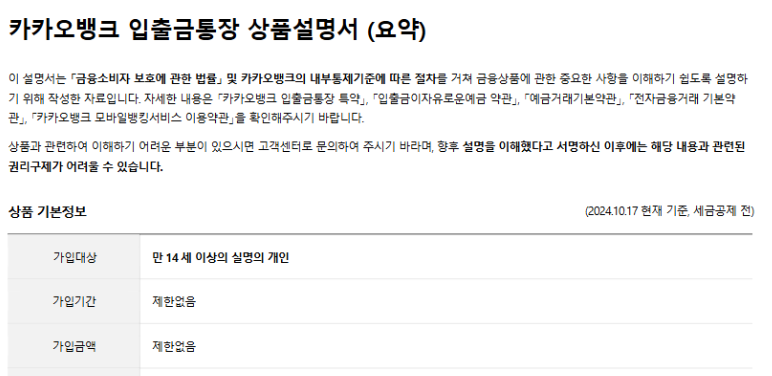 카카오뱅크 입출금통장 상품설명서 (요약)
이 설명서는 「금융소비자 보호에 관한 법률」 및 카카오뱅크의 내부통제기준에 따른 절차를 거쳐 금융상품에 관한 중요한 사항을 이해하기 쉽도록 설명하
기 위해 작성한 자료입니다. 자세한 내용은 「카카오뱅크 입출금통장 특약」, 「입출금이자유로운예금 약관」, 「예금거래기본약관」, 「전자금융거래 기본약
관」, 「카카오뱅크 모바일뱅킹서비스 이용약관」을 확인해주시기 바랍니다.
상품과 관련하여 이해하기 어려운 부분이 있으시면 고객센터로 문의하여 주시기 바라며, 향후 설명을 이해했다고 서명하신 이후에는 해당 내용과 관련된
권리구제가 어려울 수 있습니다.
상품 기본정보 (2024.10.17 현재 기준, 세금공제 전)
가입대상 만 14 세 이상의 실명의 개인
가입기간 제한없음
가입금액 제한없음